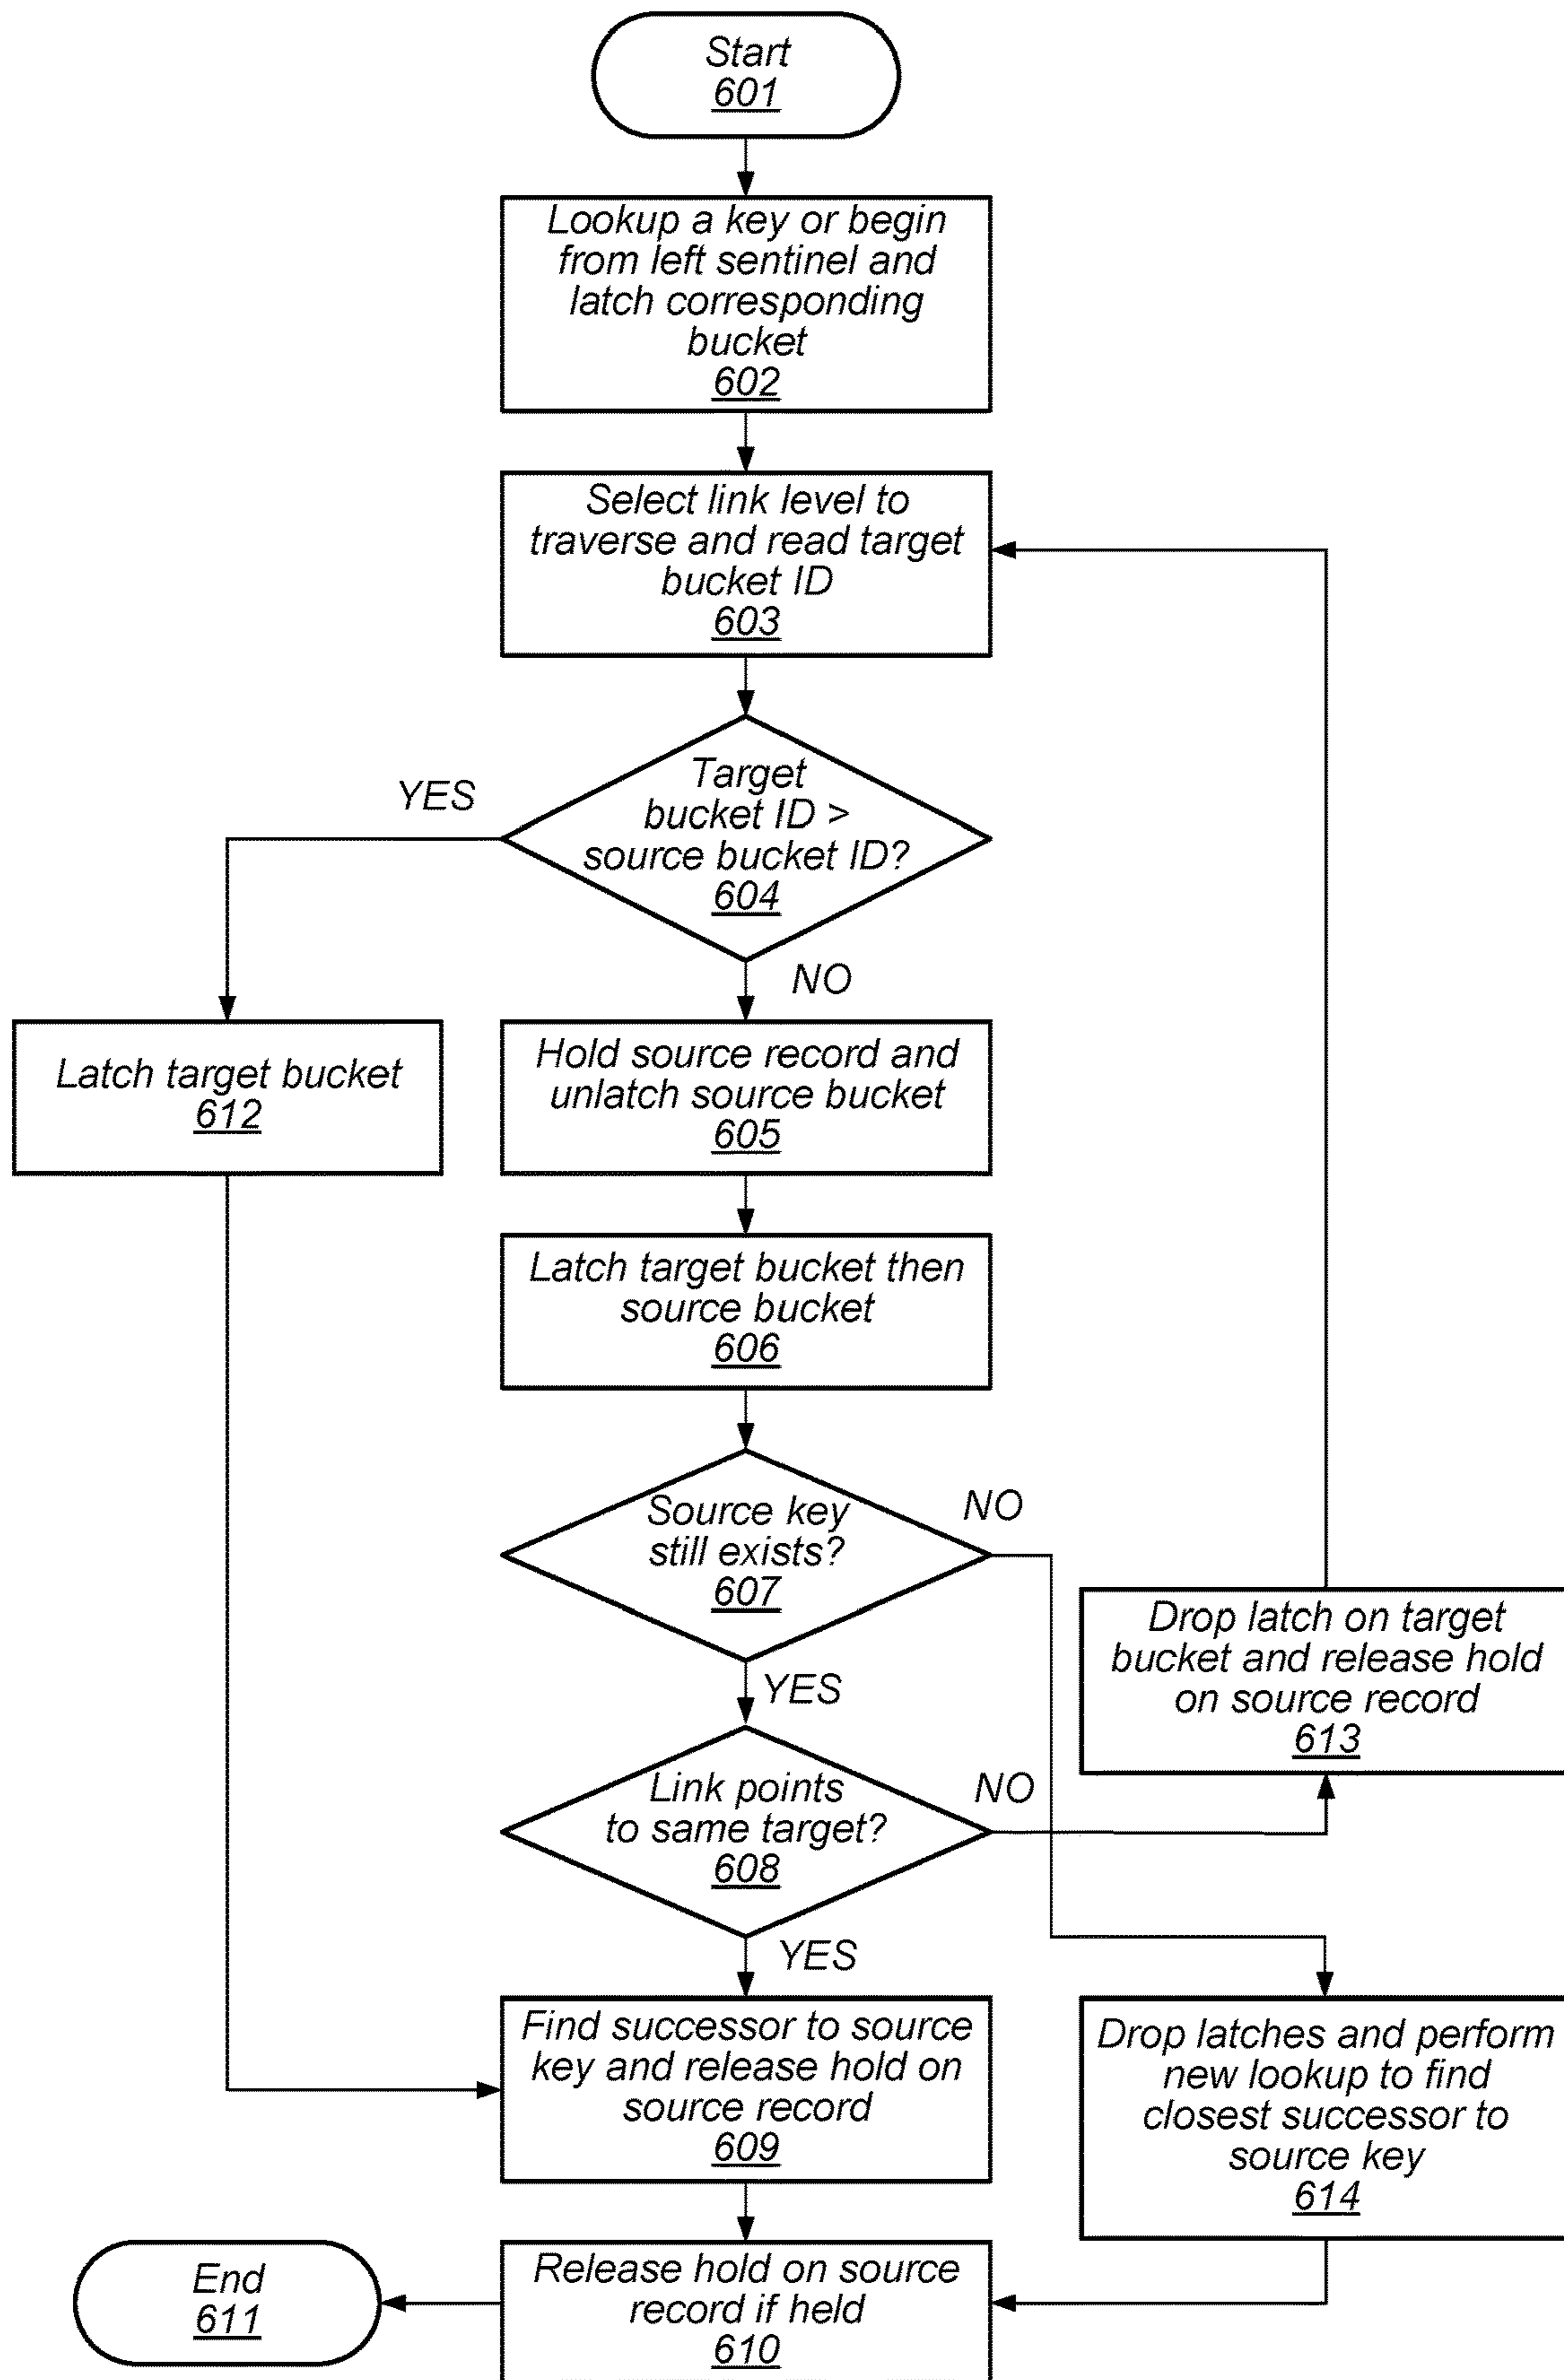 Start
601
Lookup a key or begin
from left sentinel and
latch corresponding
bucket
602
Select link level to
traverse and read target
bucket ID
603
Target
bucket ID >
source bucket ID?
604
YES
NO
Latch target bucket
612
Hold source record and
unlatch source bucket
605
Latch target bucket then
source bucket
606
Source key
still exists?
607
NO
YES
Drop latch on target
bucket and release hold
on source record
613
Link points
to same target?
608
NO
YES
Find successor to source
key and release hold on
source record
609
Drop latches and perform
new lookup to find
closest successor to
source key
614
Release hold on source
record if held
610
End
611